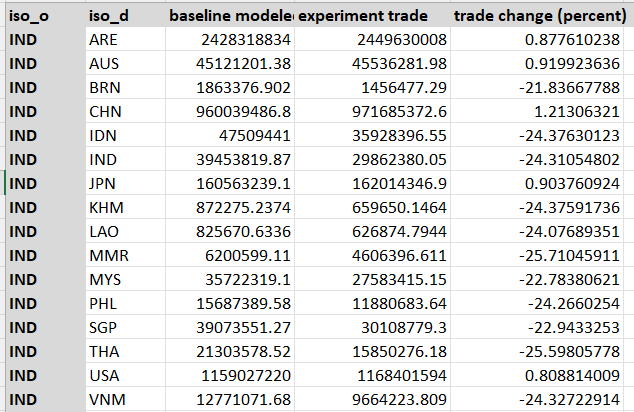 iso_o iso_d baseline modele experiment trade trade change (percent)
IND ARE 2428318834 2449630008 0.877610238
IND AUS 45121201.38 45536281.98 0.919923636
IND BRN 1863376.902 1456477.29 -21.83667788
IND CHN 960039486.8 971685372.6 1.21306321
IND IDN 47509441 35928396.55 -24.37630123
IND IND 39453819.87 29862380.05 -24.31054802
IND JPN 160563239.1 162014346.9 0.903760924
IND KHM 872275.2374 659650.1464 -24.37591736
IND LAO 825670.6336 626874.7944 -24.07689351
IND MMR 6200599.11 4606396.611 -25.71045911
IND MYS 35722319.1 27583415.15 -22.78380621
IND PHL 15687389.58 11880683.64 -24.2660254
IND SGP 39073551.27 30108779.3 -22.9433253
IND THA 21303578.52 15850276.18 -25.59805778
IND USA 1159027220 1168401594 0.808814009
IND VNM 12771071.68 9664223.809 -24.32722914